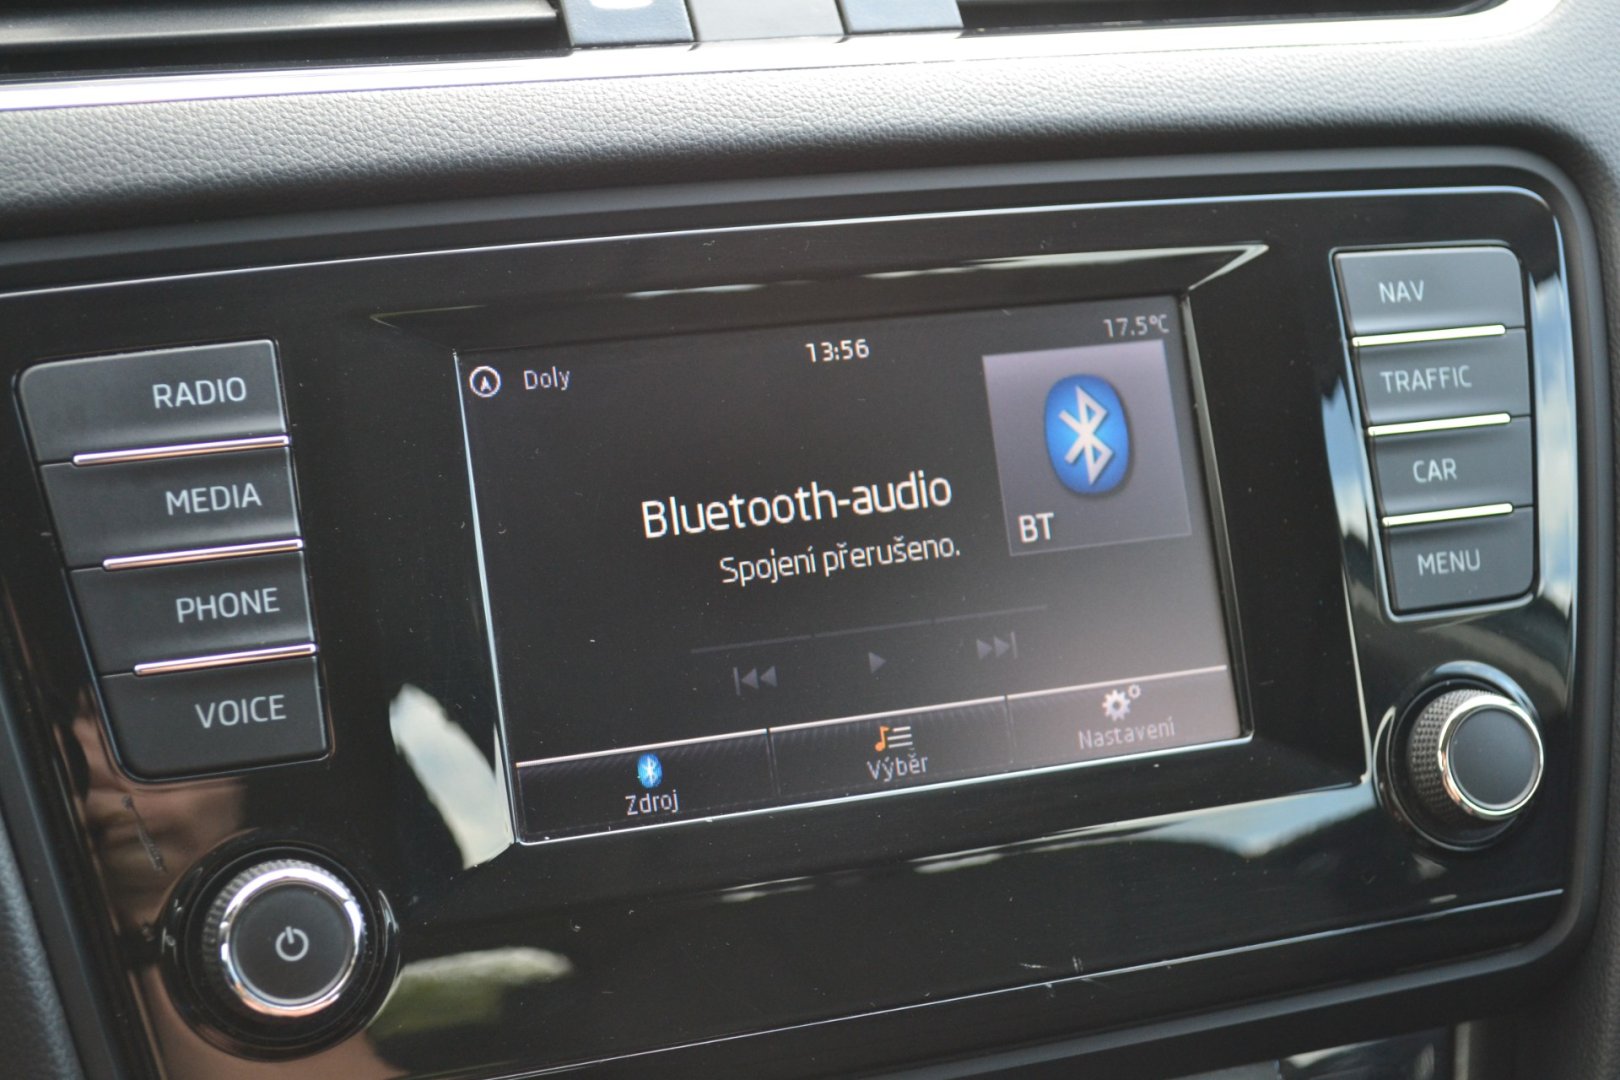 RADIO
MEDIA
PHONE
VOICE
Doly
13:56
17.5°C
Bluetooth-audio
Spojení přerušeno.
BT
Zdroj
Výběr
Nastavení
NAV
TRAFFIC
CAR
MENU